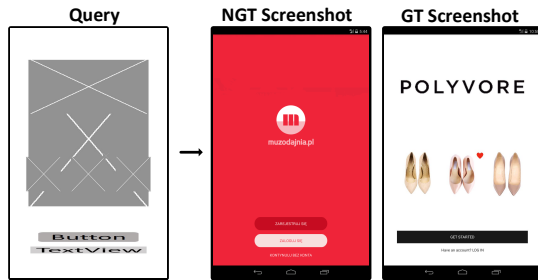 Query
NGT Screenshot
GT Screenshot
Button
TextView
m
muzodajnia.pl
ZAREJESTRUJ SIĘ
ZALOGUJ SIĘ
KONTYNUUJ BEZ KONTA
POLYVORE
GET STARTED
Have an account? LOG IN